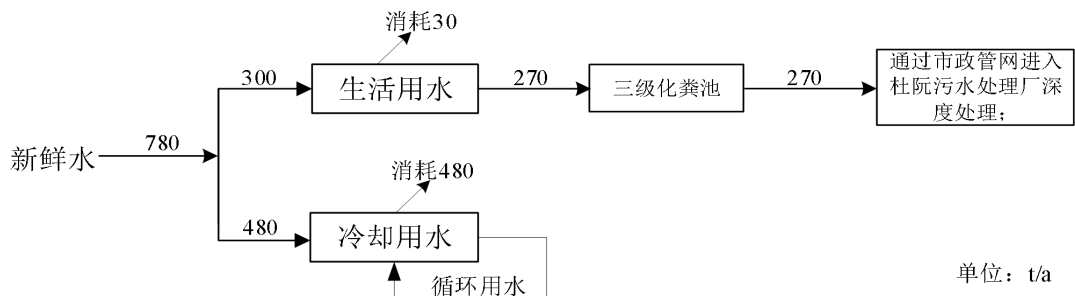 消耗30
300
生活用水
270
三级化粪池
270
通过市政管网进入
杜阮污水处理厂深
度处理；
新鲜水
780
消耗480
480
冷却用水
循环用水
单位：t/a